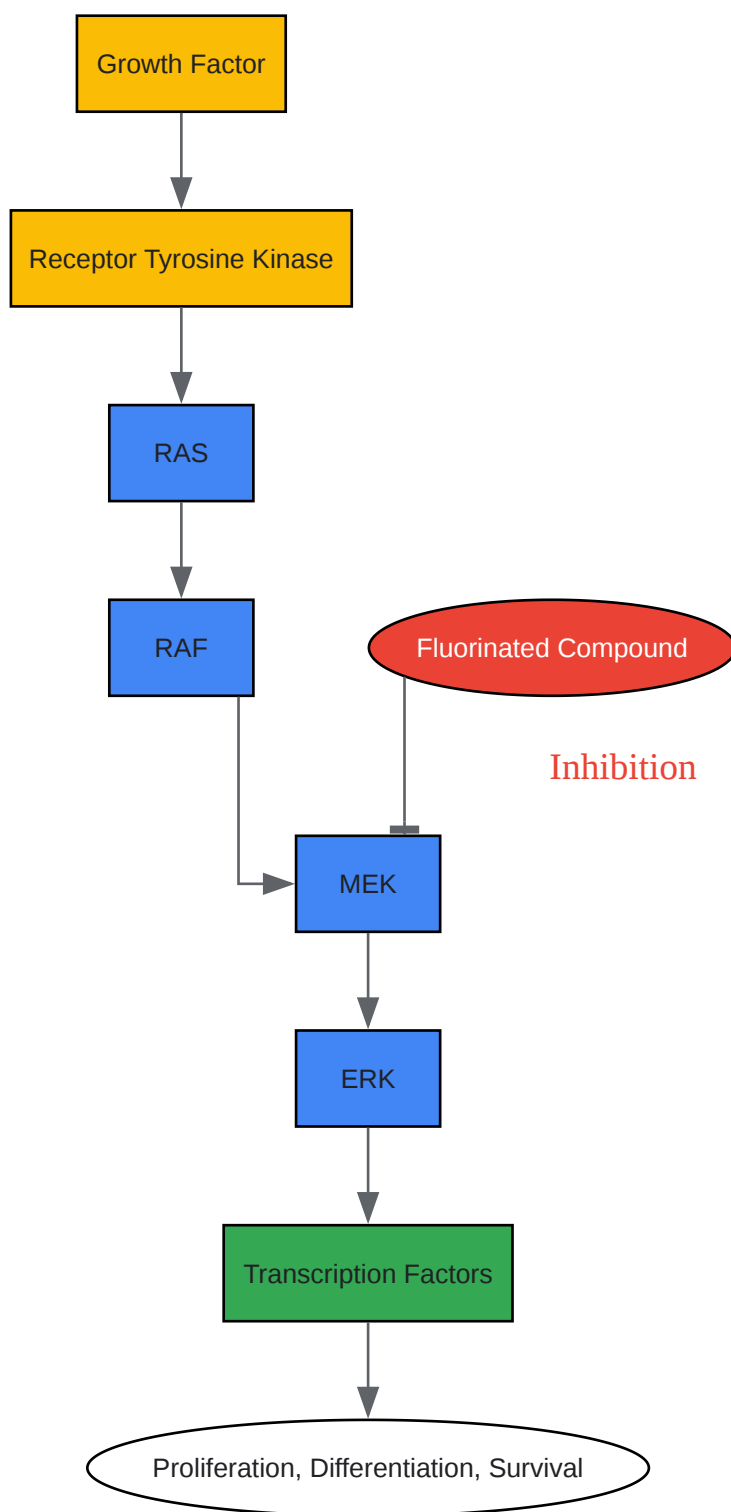 Growth Factor
Receptor Tyrosine Kinase
RAS
RAF
Fluorinated Compound
Inhibition
MEK
ERK
Transcription Factors
Proliferation, Differentiation, Survival